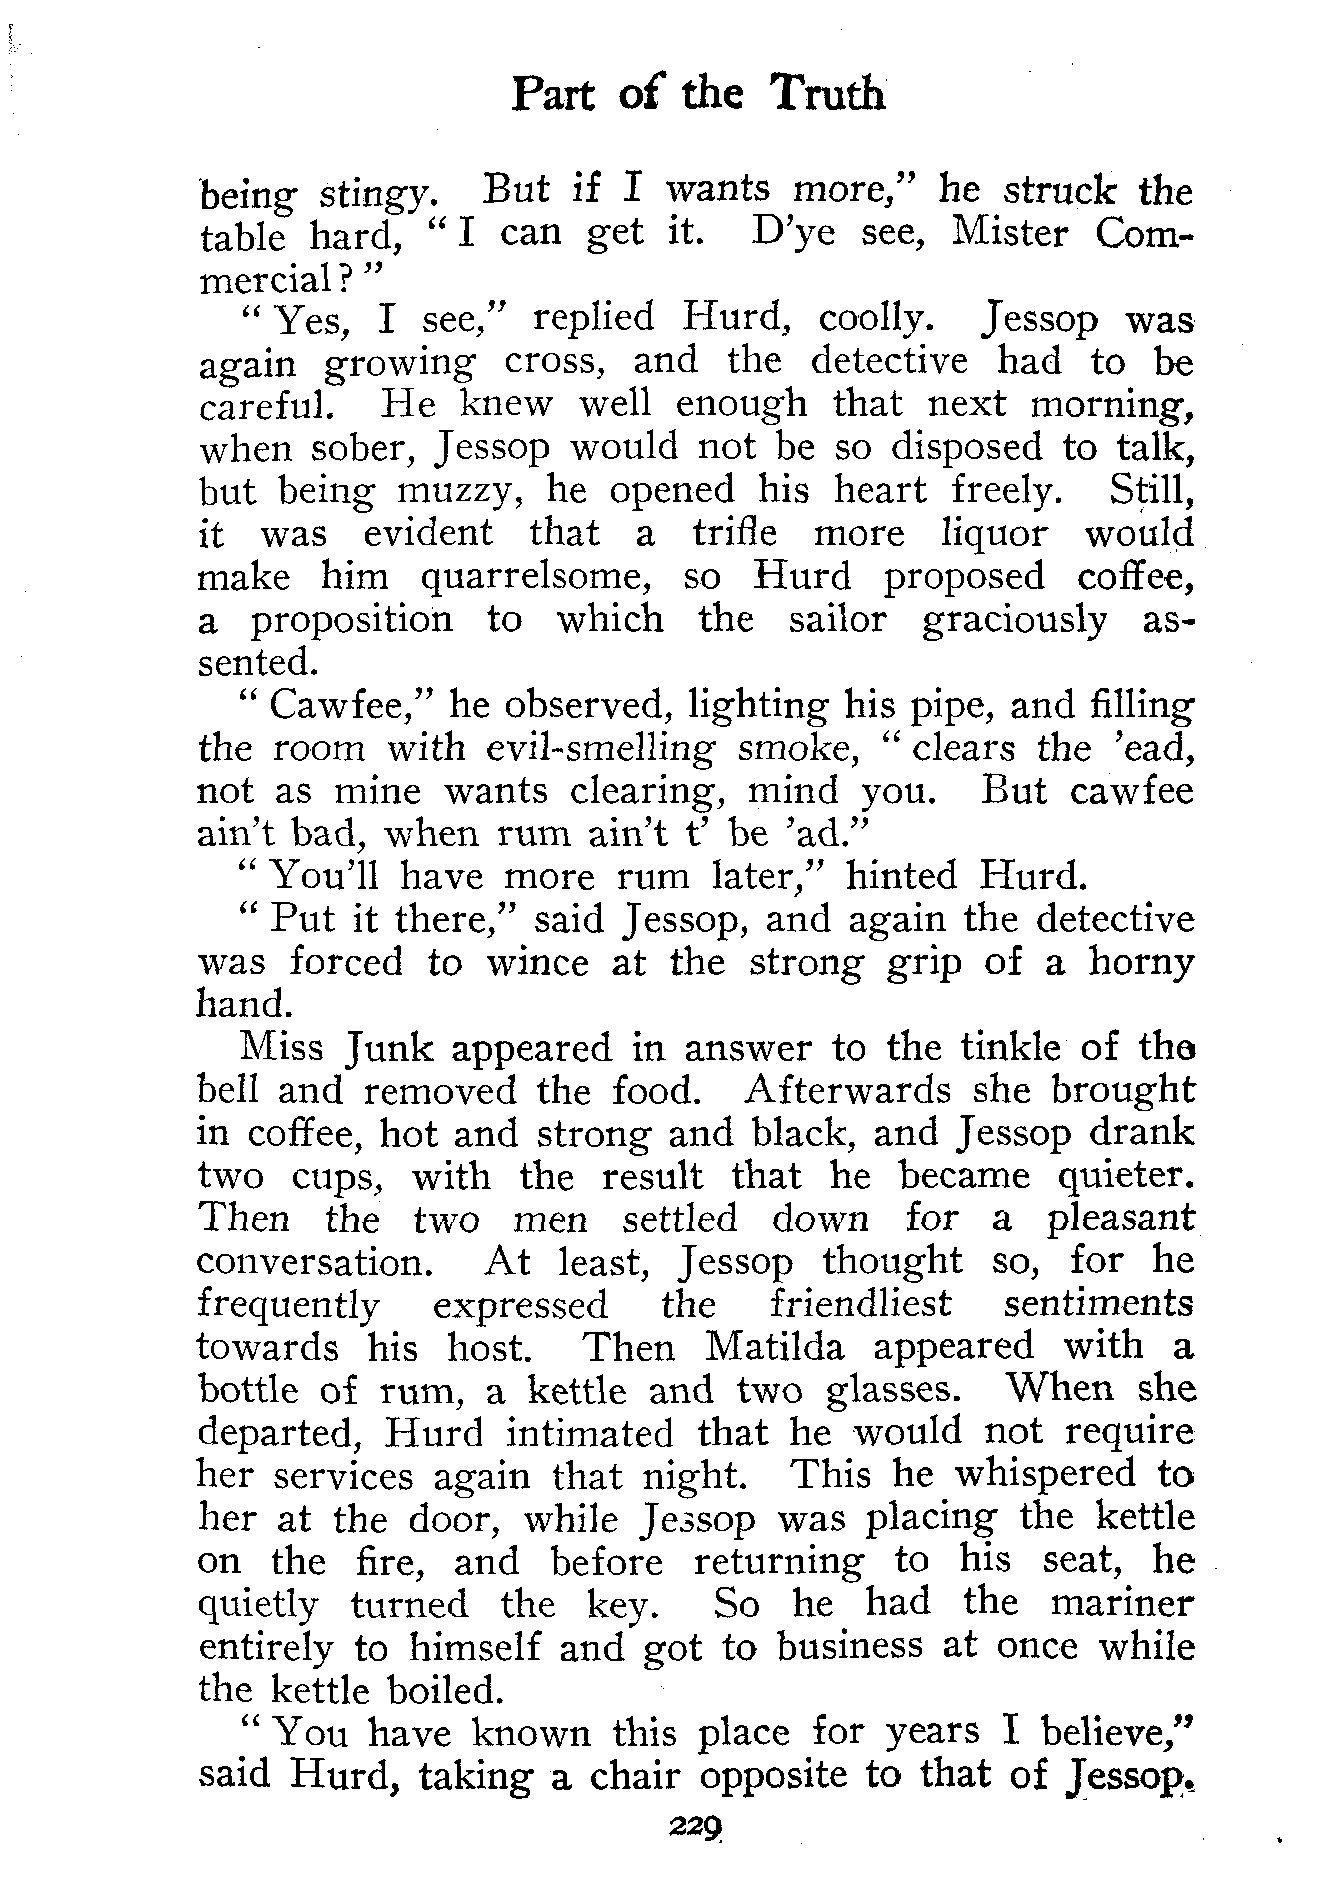 Part of the Truth
being stingy. But if I wants more,” he struck the
table hard, “ I can get it. D’ye see, Mister Com-
mercial? ”
“ Yes, I see,” replied Hurd, coolly. Jessop was
again growing cross, and the detective had to be
careful. He knew well enough that next morning,
when sober, Jessop would not be so disposed to talk,
but being muzzy, he opened his heart freely. Still,
it was evident that a trifle more liquor would
make him quarrelsome, so Hurd proposed coffee,
a proposition to which the sailor graciously as-
sented.
“ Cawfee,” he observed, lighting his pipe, and filling
the room with evil-smelling smoke, “ clears the ’ead,
not as mine wants clearing, mind you. But cawfee
ain’t bad, when rum ain’t t’ be ’ad.”
“ You’ll have more rum later,” hinted Hurd.
“ Put it there,” said Jessop, and again the detective
was forced to wince at the strong grip of a horny
hand.
Miss Junk appeared in answer to the tinkle of the
bell and removed the food. Afterwards she brought
in coffee, hot and strong and black, and Jessop drank
two cups, with the result that he became quieter.
Then the two men settled down for a pleasant
conversation. At least, Jessop thought so, for he
frequently expressed the friendliest sentiments
towards his host. Then Matilda appeared with a
bottle of rum, a kettle and two glasses. When she
departed, Hurd intimated that he would not require
her services again that night. This he whispered to
her at the door, while Jessop was placing the kettle
on the fire, and before returning to his seat, he
quietly turned the key. So he had the mariner
entirely to himself and got to business at once while
the kettle boiled.
“ You have known this place for years I believe,”
said Hurd, taking a chair opposite to that of Jessop.
229